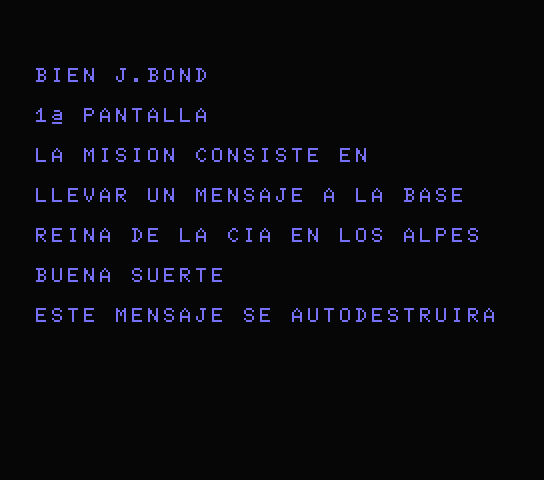 BIEN J.BOND
1ª PANTALLA
LA MISION CONSISTE EN
LLEVAR UN MENSAJE A LA BASE
REINA DE LA CIA EN LOS ALPES
BUENA SUERTE
ESTE MENSAJE SE AUTODESTRUIRA